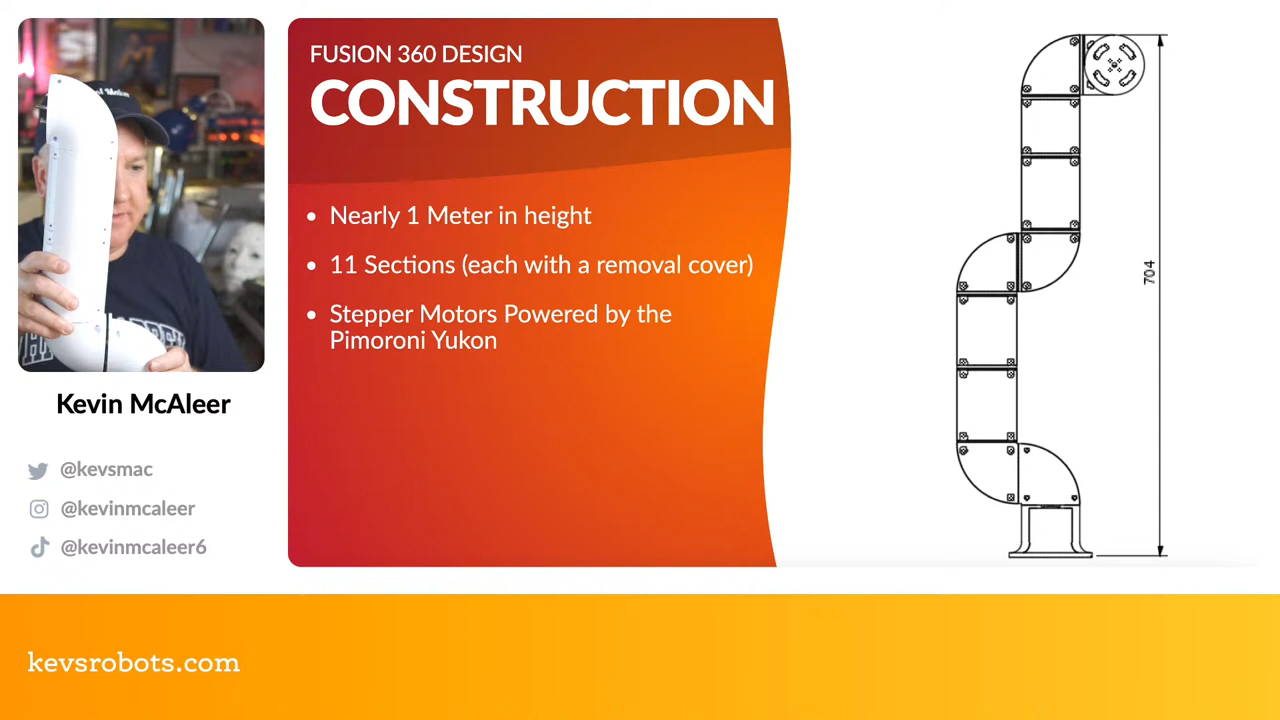 FUSION 360 DESIGN
CONSTRUCTION
• Nearly 1 Meter in height
• 11 Sections (each with a removal cover)
• Stepper Motors Powered by the
Pimoroni Yukon
704
Kevin McAleer
@kevsmac
@kevinmcaleer
@kevinmcaleer6
kevsrobots.com